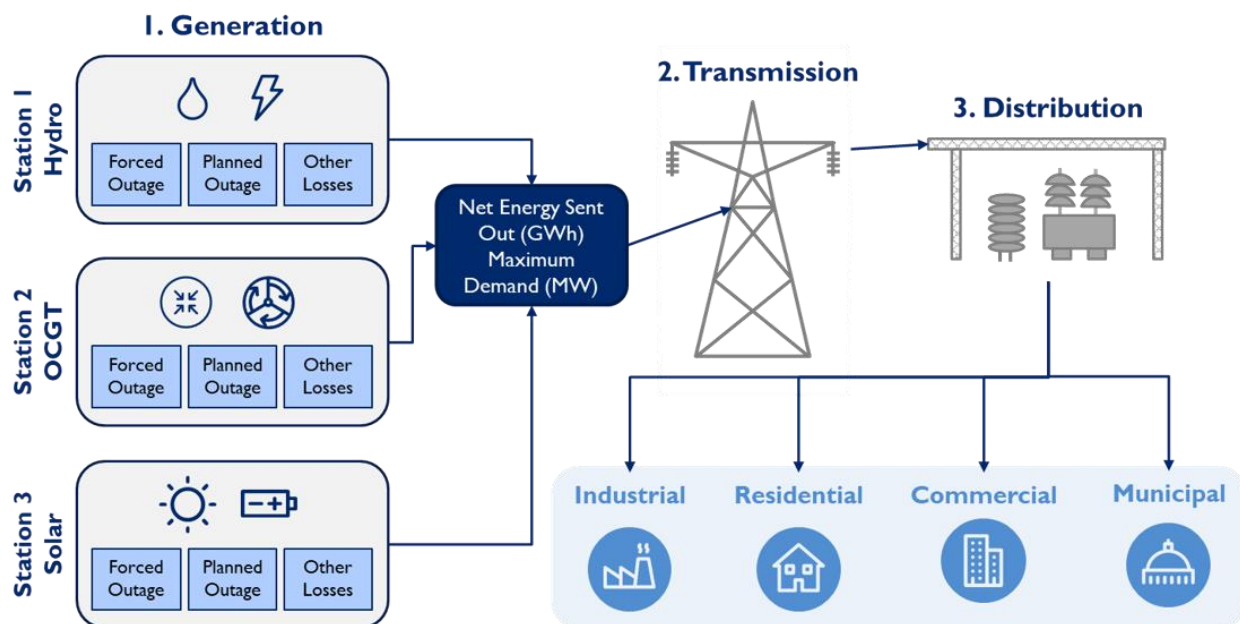 1. Generation
2. Transmission
3. Distribution
Station 1
Hydro
Forced
Outage
Planned
Outage
Other
Losses
Station 2
OCGT
Forced
Outage
Planned
Outage
Other
Losses
Station 3
Solar
Forced
Outage
Planned
Outage
Other
Losses
Net Energy Sent
Out (GWh)
Maximum
Demand (MW)
Industrial
Residential
Commercial
Municipal